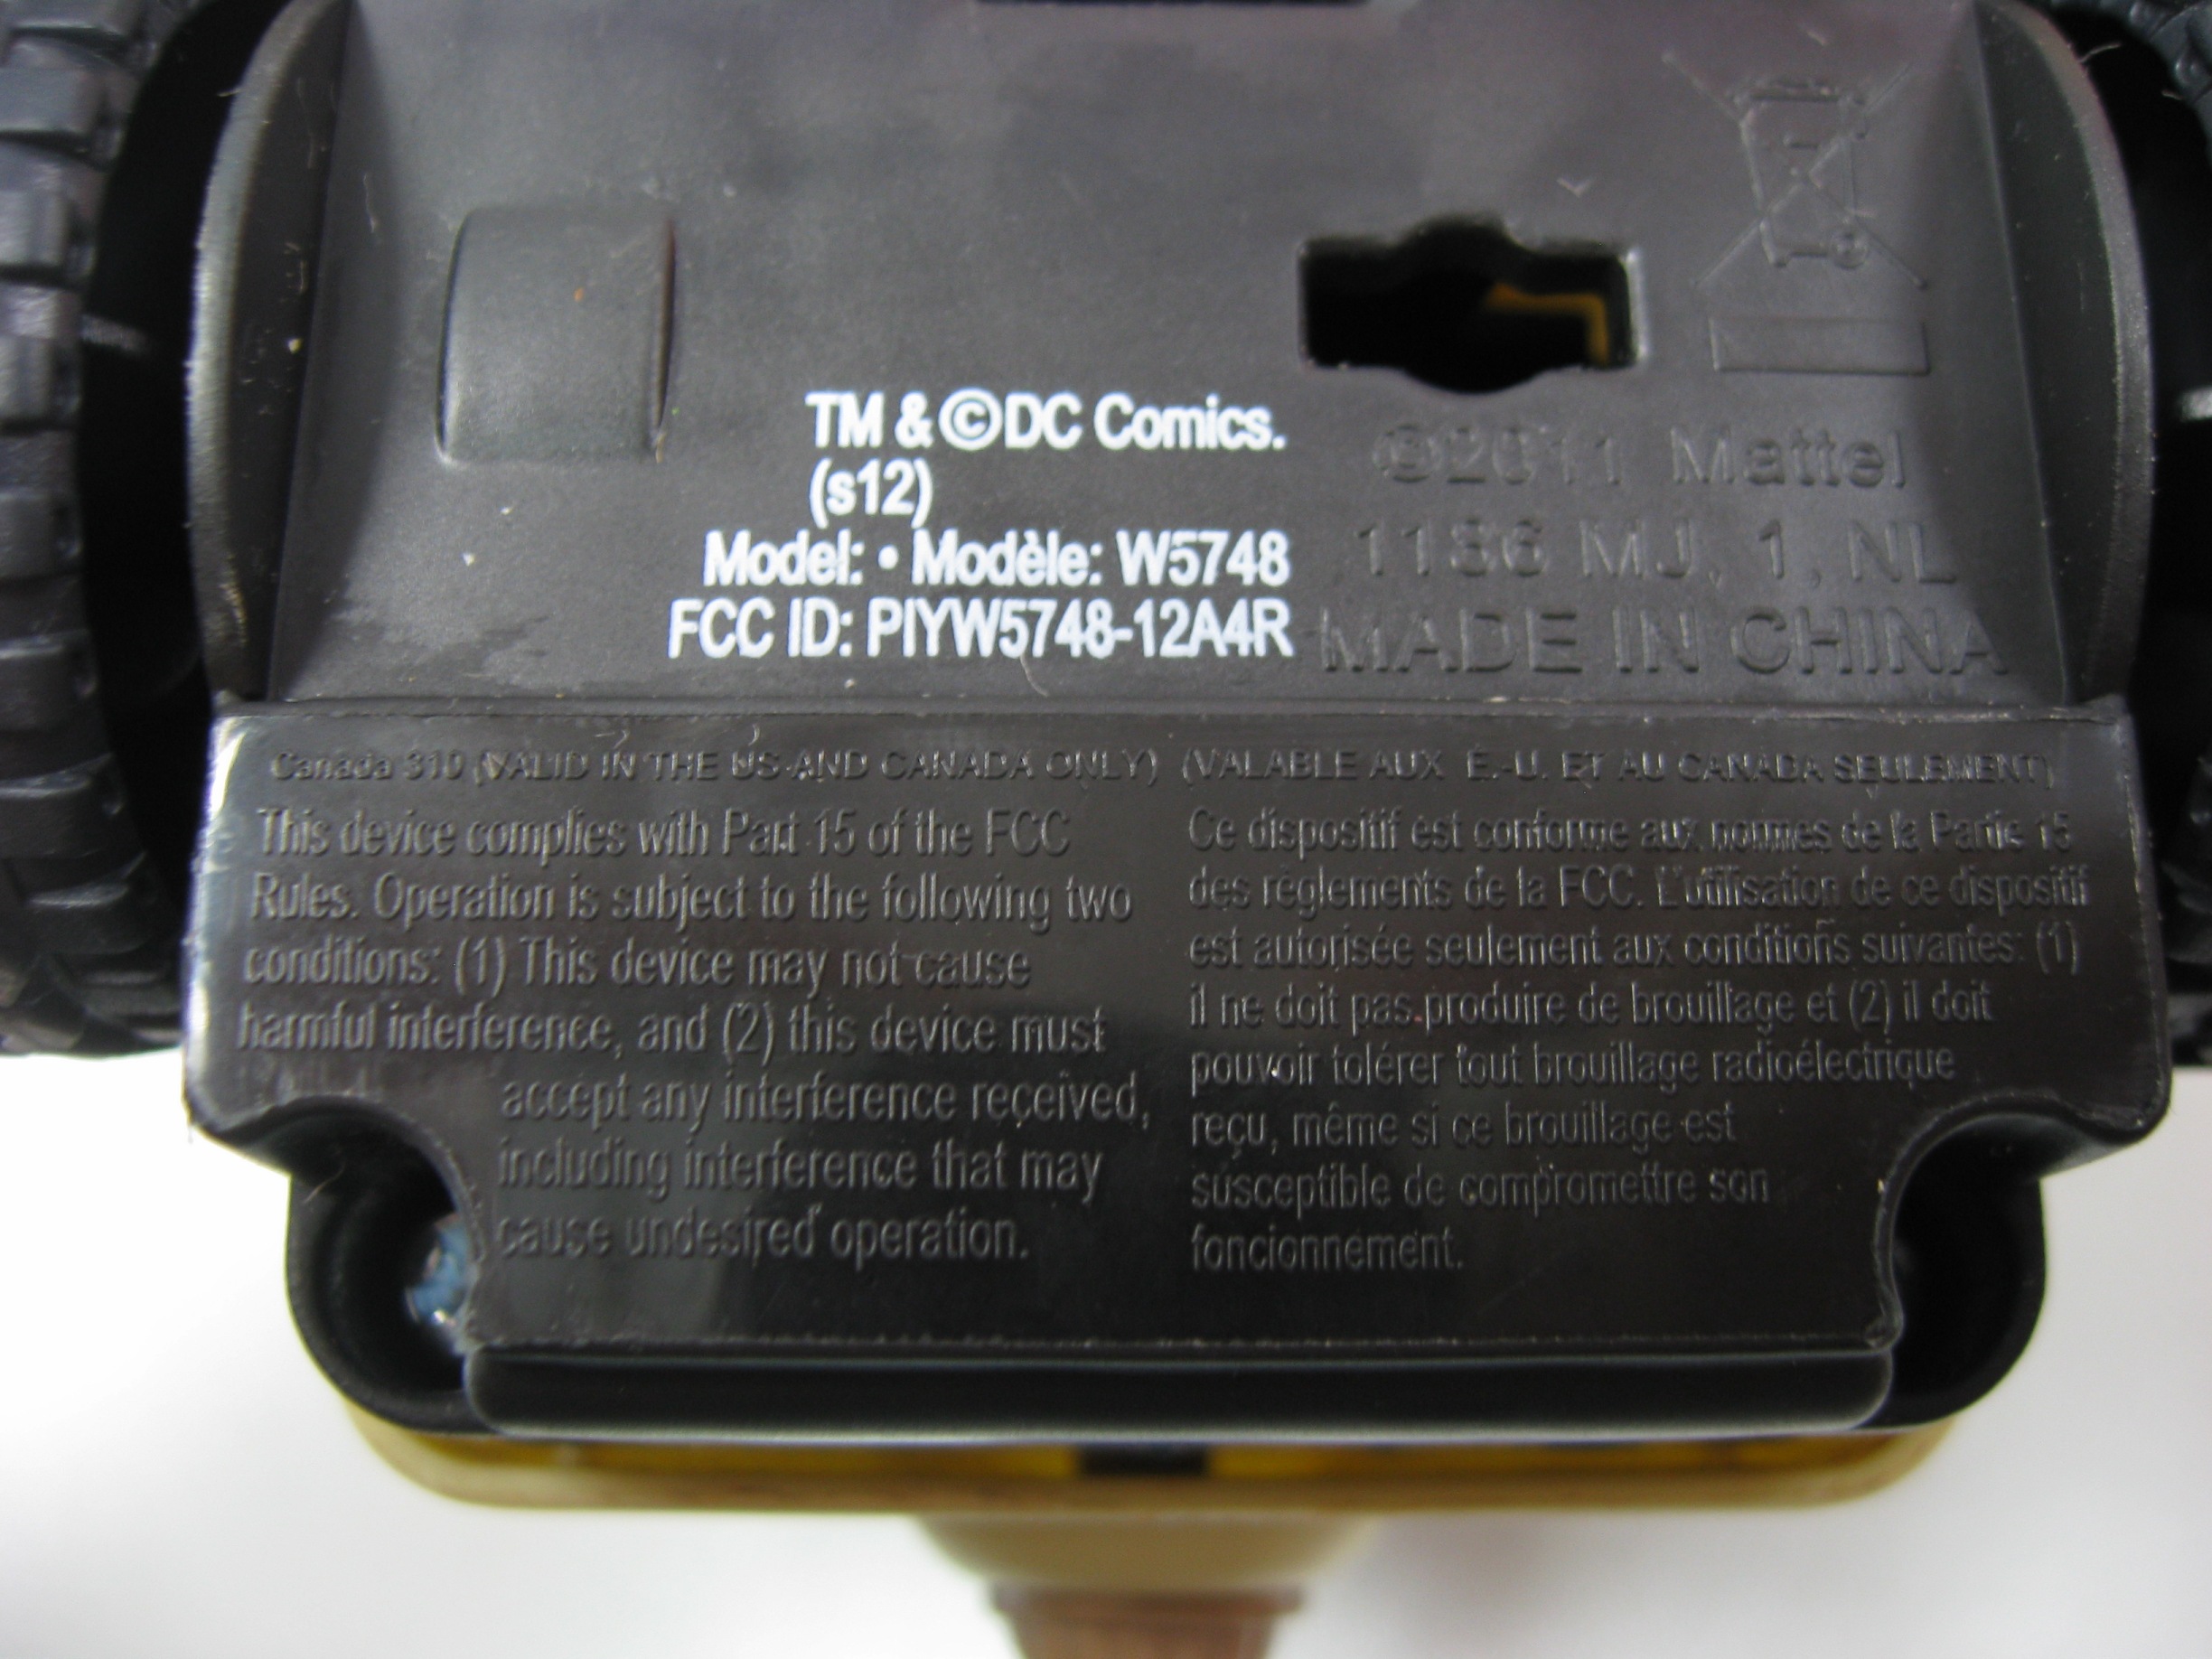 TM & ©DC Comics.
(s12)
Model: • Modèle: W5748
FCC ID: PIYW5748-12A4R
©2011 Mattel
1186 MJ, 1, NL
MADE IN CHINA
Canada 310 (VALID IN THE US AND CANADA ONLY)
This device complies with Part 15 of the FCC
Rules. Operation is subject to the following two
conditions: (1) This device may not cause
harmful interference, and (2) this device must
accept any interference received,
including interference that may
cause undesired operation.
(VALABLE AUX É.-U. ET AU CANADA SEULEMENT)
Ce dispositif est conforme aux normes de la Partie 15
des règlements de la FCC. L'utilisation de ce dispositif
est autorisée seulement aux conditions suivantes: (1)
il ne doit pas produire de brouillage et (2) il doit
pouvoir tolérer tout brouillage radioélectrique
reçu, même si ce brouillage est
susceptible de compromettre son
foncionnement.